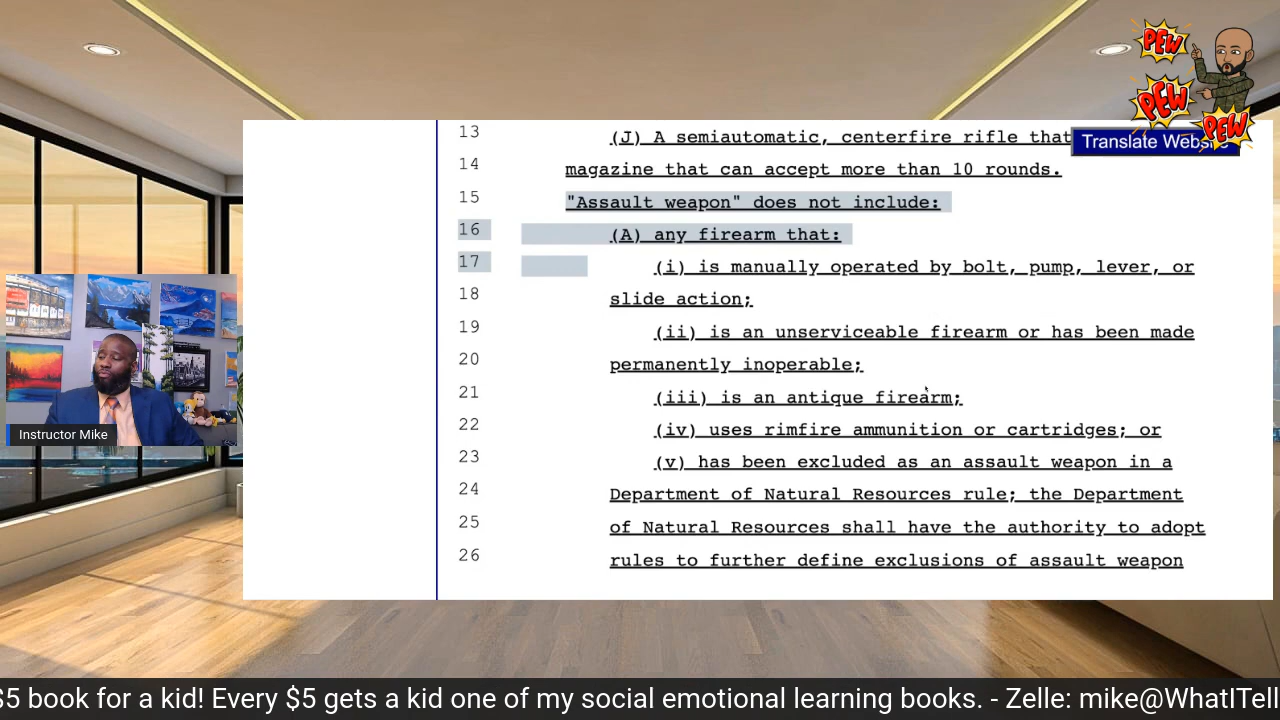 PEW
PEW
PEW
Translate Website
13 (J) A semiautomatic, centerfire rifle that
14 magazine that can accept more than 10 rounds.
15 "Assault weapon" does not include:
16 (A) any firearm that:
17 (i) is manually operated by bolt, pump, lever, or
18 slide action;
19 (ii) is an unserviceable firearm or has been made
20 permanently inoperable;
21 (iii) is an antique firearm;
22 (iv) uses rimfire ammunition or cartridges; or
23 (v) has been excluded as an assault weapon in a
24 Department of Natural Resources rule; the Department
25 of Natural Resources shall have the authority to adopt
26 rules to further define exclusions of assault weapon
Instructor Mike
$5 book for a kid! Every $5 gets a kid one of my social emotional learning books. - Zelle: mike@WhatITell